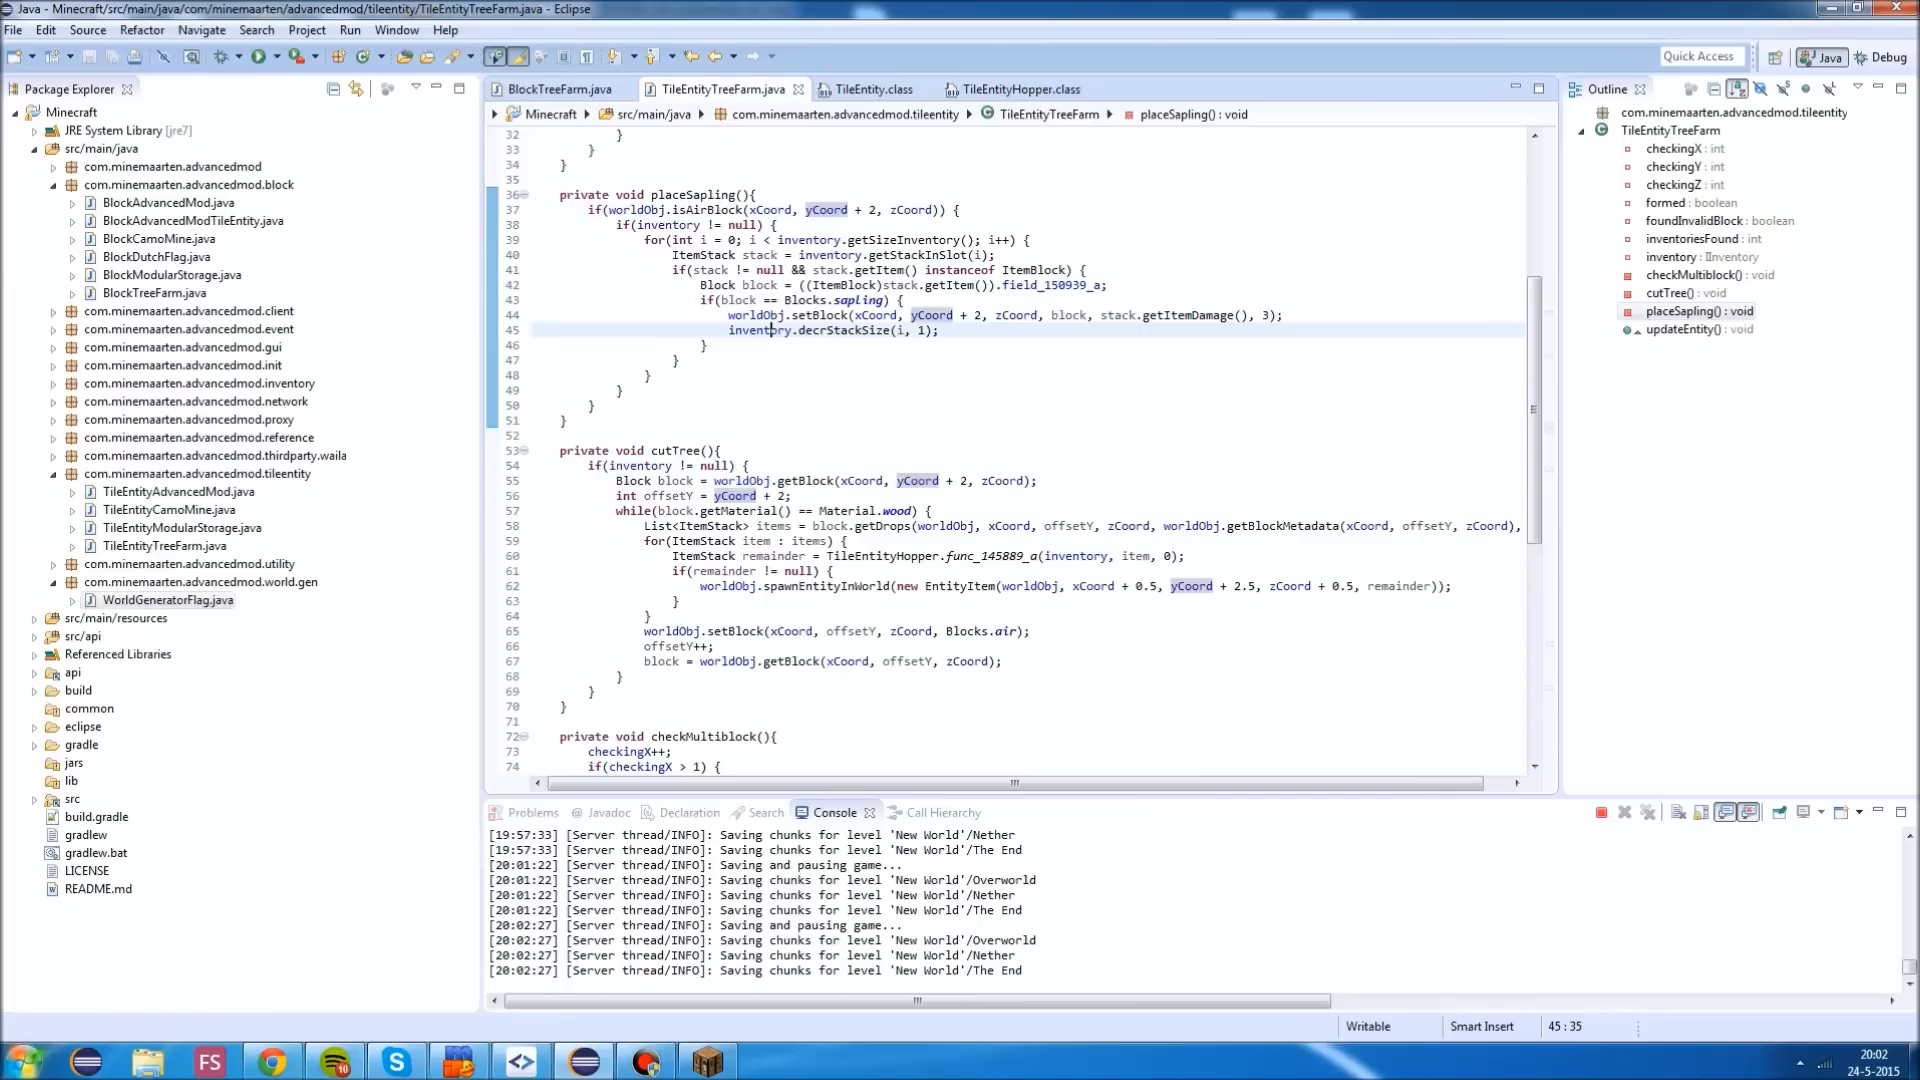 Java - Minecraft/src/main/java/com/minemaarten/advancedmod/tileentity/TileEntityTreeFarm.java - Eclipse
File Edit Source Refactor Navigate Search Project Run Window Help
Quick Access
Java
Debug
Package Explorer
Minecraft
JRE System Library [jre7]
src/main/java
com.minemaarten.advancedmod
com.minemaarten.advancedmod.block
BlockAdvancedMod.java
BlockAdvancedModTileEntity.java
BlockCamoMine.java
BlockDutchFlag.java
BlockModularStorage.java
BlockTreeFarm.java
com.minemaarten.advancedmod.client
com.minemaarten.advancedmod.event
com.minemaarten.advancedmod.gui
com.minemaarten.advancedmod.init
com.minemaarten.advancedmod.inventory
com.minemaarten.advancedmod.network
com.minemaarten.advancedmod.proxy
com.minemaarten.advancedmod.reference
com.minemaarten.advancedmod.thirdparty.waila
com.minemaarten.advancedmod.tileentity
TileEntityAdvancedMod.java
TileEntityCamoMine.java
TileEntityModularStorage.java
TileEntityTreeFarm.java
com.minemaarten.advancedmod.utility
com.minemaarten.advancedmod.world.gen
WorldGeneratorFlag.java
src/main/resources
src/api
Referenced Libraries
api
build
common
eclipse
gradle
jars
lib
src
build.gradle
gradlew
gradlew.bat
LICENSE
README.md
BlockTreeFarm.java TileEntityTreeFarm.java TileEntity.class TileEntityHopper.class
Minecraft src/main/java com.minemaarten.advancedmod.tileentity TileEntityTreeFarm placeSapling() : void
32 }
33 }
34 }
35
36 private void placeSapling(){
37 if(worldObj.isAirBlock(xCoord, yCoord + 2, zCoord)) {
38 if(inventory != null) {
39 for(int i = 0; i < inventory.getSizeInventory(); i++) {
40 ItemStack stack = inventory.getStackInSlot(i);
41 if(stack != null && stack.getItem() instanceof ItemBlock) {
42 Block block = ((ItemBlock)stack.getItem()).field_150939_a;
43 if(block == Blocks.sapling) {
44 worldObj.setBlock(xCoord, yCoord + 2, zCoord, block, stack.getItemDamage(), 3);
45 inventory.decrStackSize(i, 1);
46 }
47 }
48 }
49 }
50 }
51 }
52
53 private void cutTree(){
54 if(inventory != null) {
55 Block block = worldObj.getBlock(xCoord, yCoord + 2, zCoord);
56 int offsetY = yCoord + 2;
57 while(block.getMaterial() == Material.wood) {
58 List<ItemStack> items = block.getDrops(worldObj, xCoord, offsetY, zCoord, worldObj.getBlockMetadata(xCoord, offsetY, zCoord),
59 for(ItemStack item : items) {
60 ItemStack remainder = TileEntityHopper.func_145889_a(inventory, item, 0);
61 if(remainder != null) {
62 worldObj.spawnEntityInWorld(new EntityItem(worldObj, xCoord + 0.5, yCoord + 2.5, zCoord + 0.5, remainder));
63 }
64 }
65 worldObj.setBlock(xCoord, offsetY, zCoord, Blocks.air);
66 offsetY++;
67 block = worldObj.getBlock(xCoord, offsetY, zCoord);
68 }
69 }
70 }
71
72 private void checkMultiblock(){
73 checkingX++;
74 if(checkingX > 1) {
Outline
com.minemaarten.advancedmod.tileentity
TileEntityTreeFarm
checkingX : int
checkingY : int
checkingZ : int
formed : boolean
foundInvalidBlock : boolean
inventoriesFound : int
inventory : IInventory
checkMultiblock() : void
cutTree() : void
placeSapling() : void
updateEntity() : void
Problems @ Javadoc Declaration Search Console Call Hierarchy
[19:57:33] [Server thread/INFO]: Saving chunks for level 'New World'/Nether
[19:57:33] [Server thread/INFO]: Saving chunks for level 'New World'/The End
[20:01:22] [Server thread/INFO]: Saving and pausing game...
[20:01:22] [Server thread/INFO]: Saving chunks for level 'New World'/Overworld
[20:01:22] [Server thread/INFO]: Saving chunks for level 'New World'/Nether
[20:01:22] [Server thread/INFO]: Saving chunks for level 'New World'/The End
[20:02:27] [Server thread/INFO]: Saving and pausing game...
[20:02:27] [Server thread/INFO]: Saving chunks for level 'New World'/Overworld
[20:02:27] [Server thread/INFO]: Saving chunks for level 'New World'/Nether
[20:02:27] [Server thread/INFO]: Saving chunks for level 'New World'/The End
Writable Smart Insert 45 : 35
FS
10
S
20:02
24-5-2015